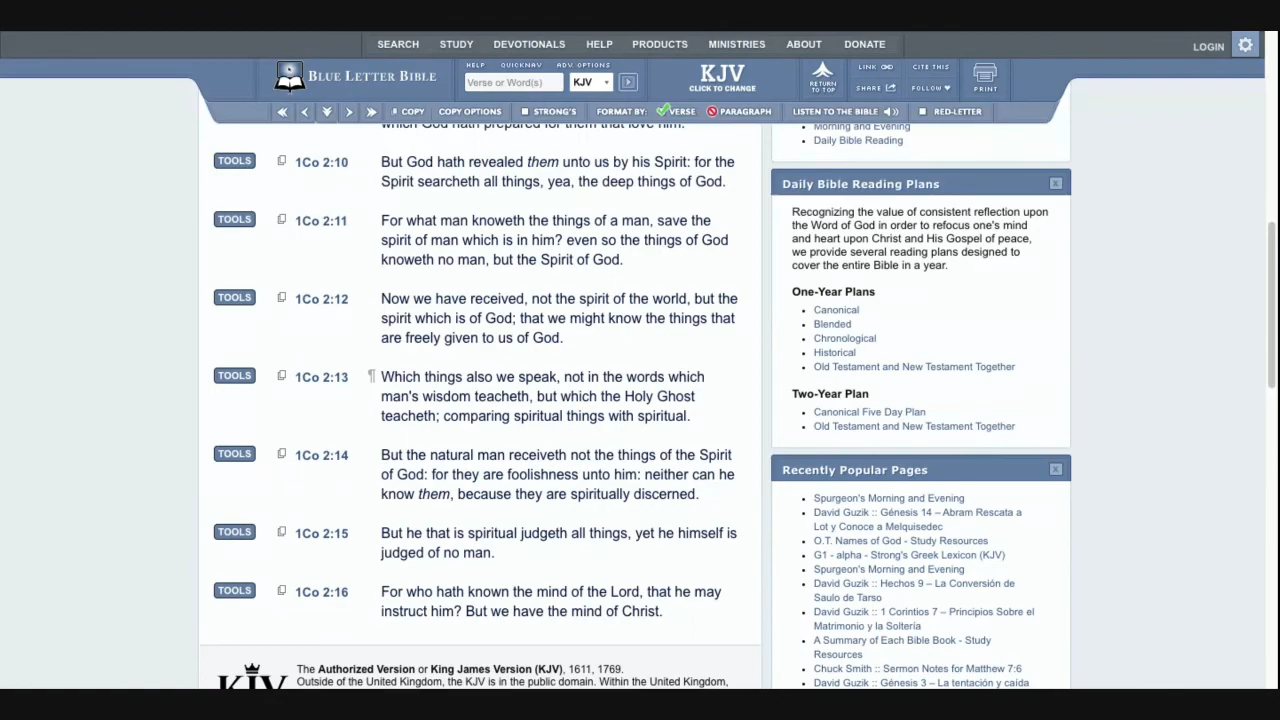 SEARCH STUDY DEVOTIONALS HELP PRODUCTS MINISTRIES ABOUT DONATE LOGIN
BLUE LETTER BIBLE
HELP QUICKNAV ADV. OPTIONS
Verse or Word(s) KJV
KJV
CLICK TO CHANGE
RETURN
TO TOP
LINK CITE THIS
SHARE FOLLOW
PRINT
COPY COPY OPTIONS STRONG'S FORMAT BY: VERSE PARAGRAPH LISTEN TO THE BIBLE RED-LETTER
which God hath prepared for them that love him.
TOOLS 1Co 2:10 But God hath revealed them unto us by his Spirit: for the
Spirit searcheth all things, yea, the deep things of God.
TOOLS 1Co 2:11 For what man knoweth the things of a man, save the
spirit of man which is in him? even so the things of God
knoweth no man, but the Spirit of God.
TOOLS 1Co 2:12 Now we have received, not the spirit of the world, but the
spirit which is of God; that we might know the things that
are freely given to us of God.
TOOLS 1Co 2:13 ¶ Which things also we speak, not in the words which
man's wisdom teacheth, but which the Holy Ghost
teacheth; comparing spiritual things with spiritual.
TOOLS 1Co 2:14 But the natural man receiveth not the things of the Spirit
of God: for they are foolishness unto him: neither can he
know them, because they are spiritually discerned.
TOOLS 1Co 2:15 But he that is spiritual judgeth all things, yet he himself is
judged of no man.
TOOLS 1Co 2:16 For who hath known the mind of the Lord, that he may
instruct him? But we have the mind of Christ.
KJV
The Authorized Version or King James Version (KJV), 1611, 1769.
Outside of the United Kingdom, the KJV is in the public domain. Within the United Kingdom,
Morning and Evening
Daily Bible Reading
Daily Bible Reading Plans
Recognizing the value of consistent reflection upon
the Word of God in order to refocus one's mind
and heart upon Christ and His Gospel of peace,
we provide several reading plans designed to
cover the entire Bible in a year.
One-Year Plans
Canonical
Blended
Chronological
Historical
Old Testament and New Testament Together
Two-Year Plan
Canonical Five Day Plan
Old Testament and New Testament Together
Recently Popular Pages
Spurgeon's Morning and Evening
David Guzik :: Génesis 14 – Abram Rescata a
Lot y Conoce a Melquisedec
O.T. Names of God - Study Resources
G1 - alpha - Strong's Greek Lexicon (KJV)
Spurgeon's Morning and Evening
David Guzik :: Hechos 9 – La Conversión de
Saulo de Tarso
David Guzik :: 1 Corintios 7 – Principios Sobre el
Matrimonio y la Soltería
A Summary of Each Bible Book - Study
Resources
Chuck Smith :: Sermon Notes for Matthew 7:6
David Guzik :: Génesis 3 – La tentación y caída